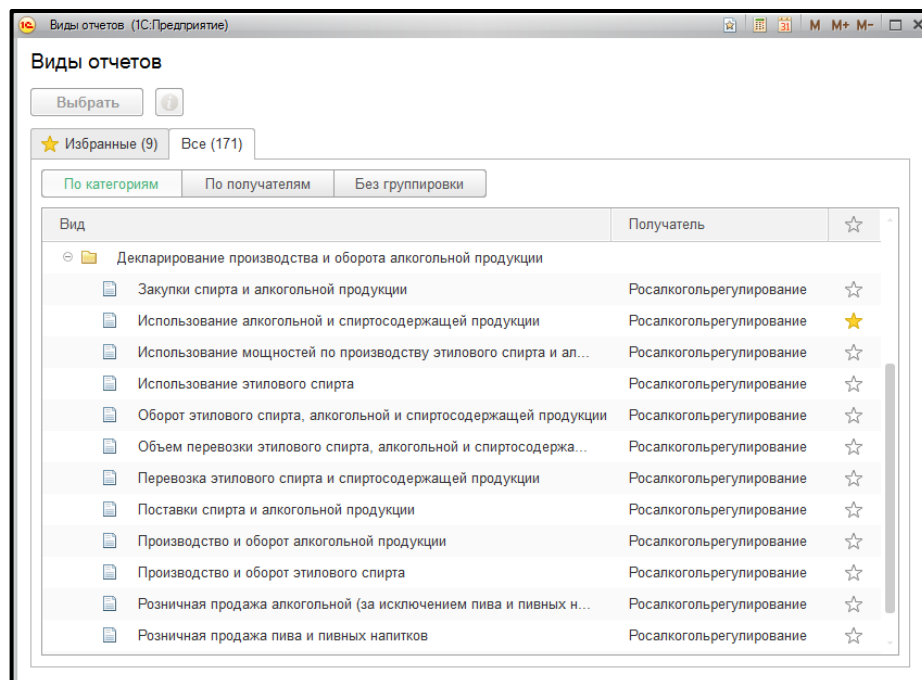 1С Виды отчетов (1С:Предприятие) 31 M M+ M-
Виды отчетов
Выбрать
Избранные (9) Все (171)
По категориям По получателям Без группировки
Вид Получатель
Декларирование производства и оборота алкогольной продукции
Закупки спирта и алкогольной продукции Росалкогольрегулирование
Использование алкогольной и спиртосодержащей продукции Росалкогольрегулирование
Использование мощностей по производству этилового спирта и ал... Росалкогольрегулирование
Использование этилового спирта Росалкогольрегулирование
Оборот этилового спирта, алкогольной и спиртосодержащей продукции Росалкогольрегулирование
Объем перевозки этилового спирта, алкогольной и спиртосодержа... Росалкогольрегулирование
Перевозка этилового спирта и спиртосодержащей продукции Росалкогольрегулирование
Поставки спирта и алкогольной продукции Росалкогольрегулирование
Производство и оборот алкогольной продукции Росалкогольрегулирование
Производство и оборот этилового спирта Росалкогольрегулирование
Розничная продажа алкогольной (за исключением пива и пивных н... Росалкогольрегулирование
Розничная продажа пива и пивных напитков Росалкогольрегулирование